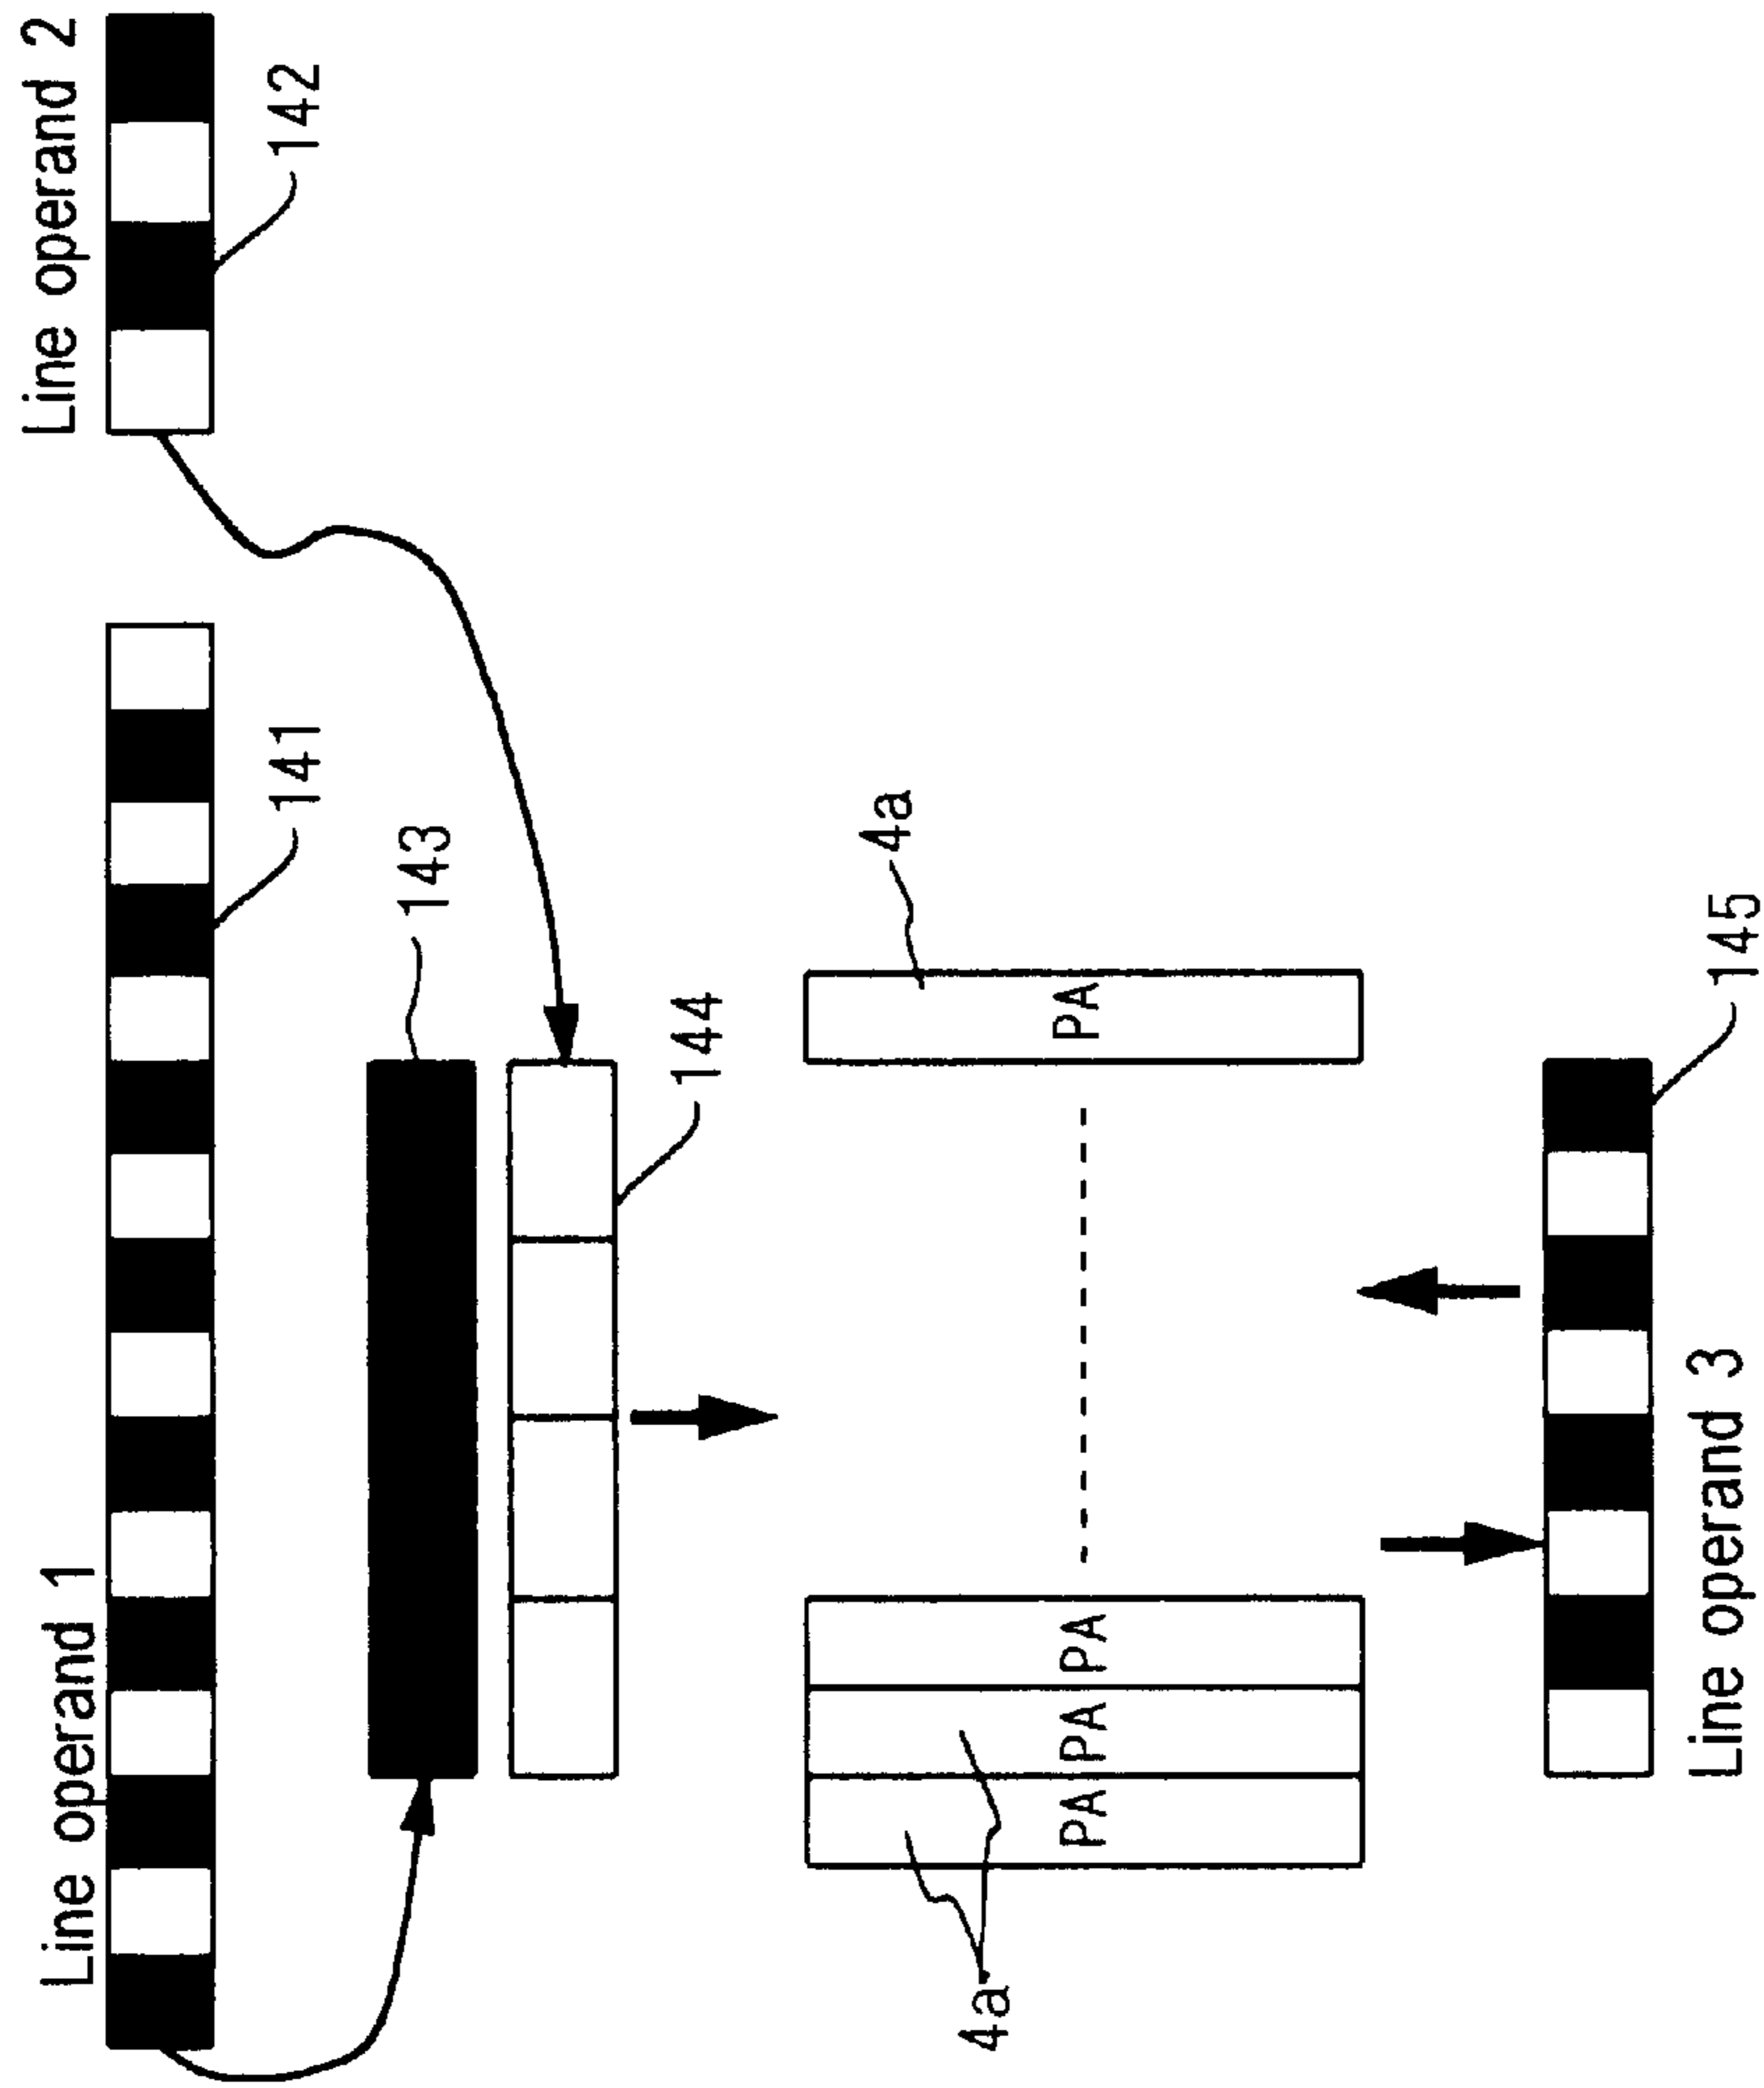 Line operand 1
Line operand 2
141
142
143
144
4a
4a
PA PA PA
PA
145
Line operand 3